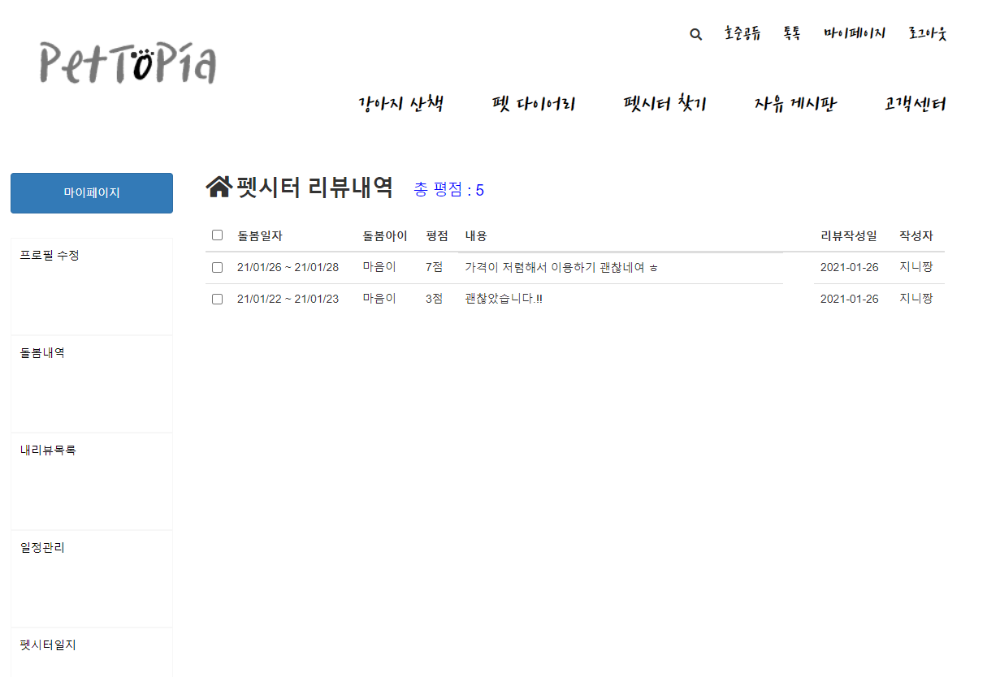 PetTopia
호준공듀 톡톡 마이페이지 로그아웃
강아지 산책 펫 다이어리 펫시터 찾기 자유 게시판 고객센터
마이페이지
프로필 수정
돌봄내역
내리뷰목록
일정관리
펫시터일지
펫시터 리뷰내역 총 평점 : 5
돌봄일자 돌봄아이 평점 내용 리뷰작성일 작성자
21/01/26 ~ 21/01/28 마음이 7점 가격이 저렴해서 이용하기 괜찮네여 ㅎ 2021-01-26 지니짱
21/01/22 ~ 21/01/23 마음이 3점 괜찮았습니다.!! 2021-01-26 지니짱